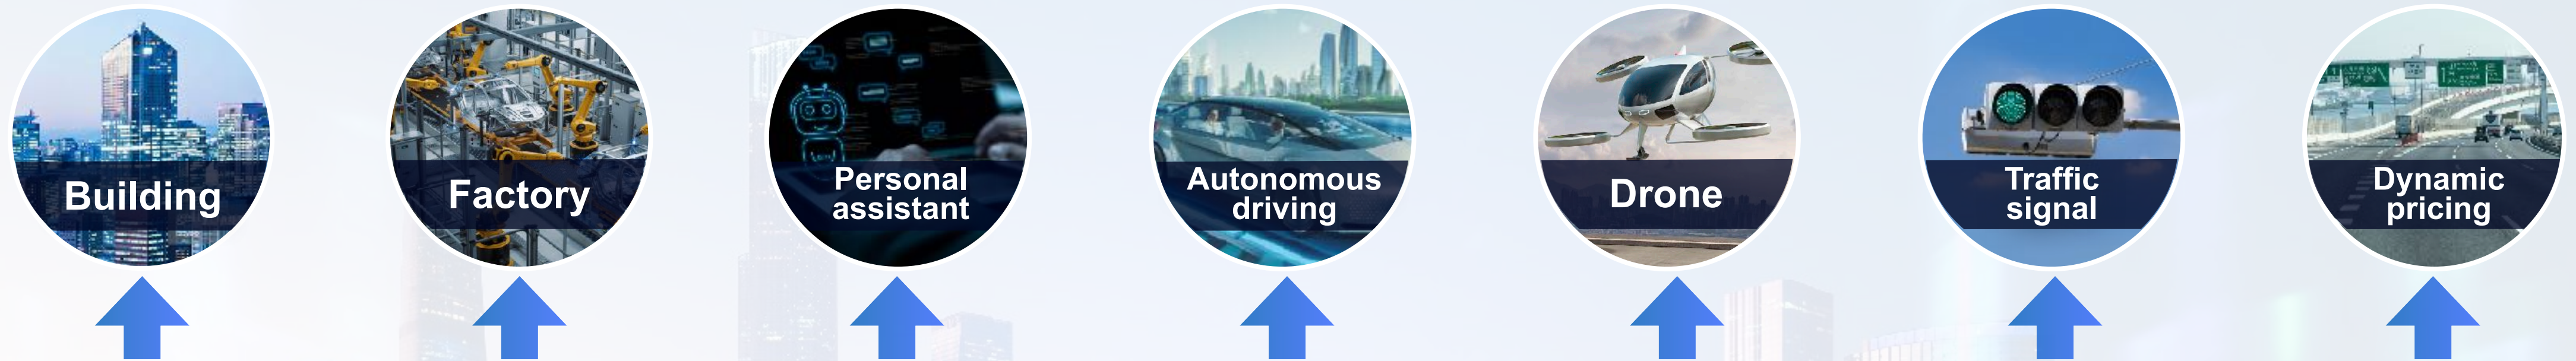 Building
Factory
Personal
assistant
Autonomous
driving
Drone
Traffic
signal
Dynamic
pricing